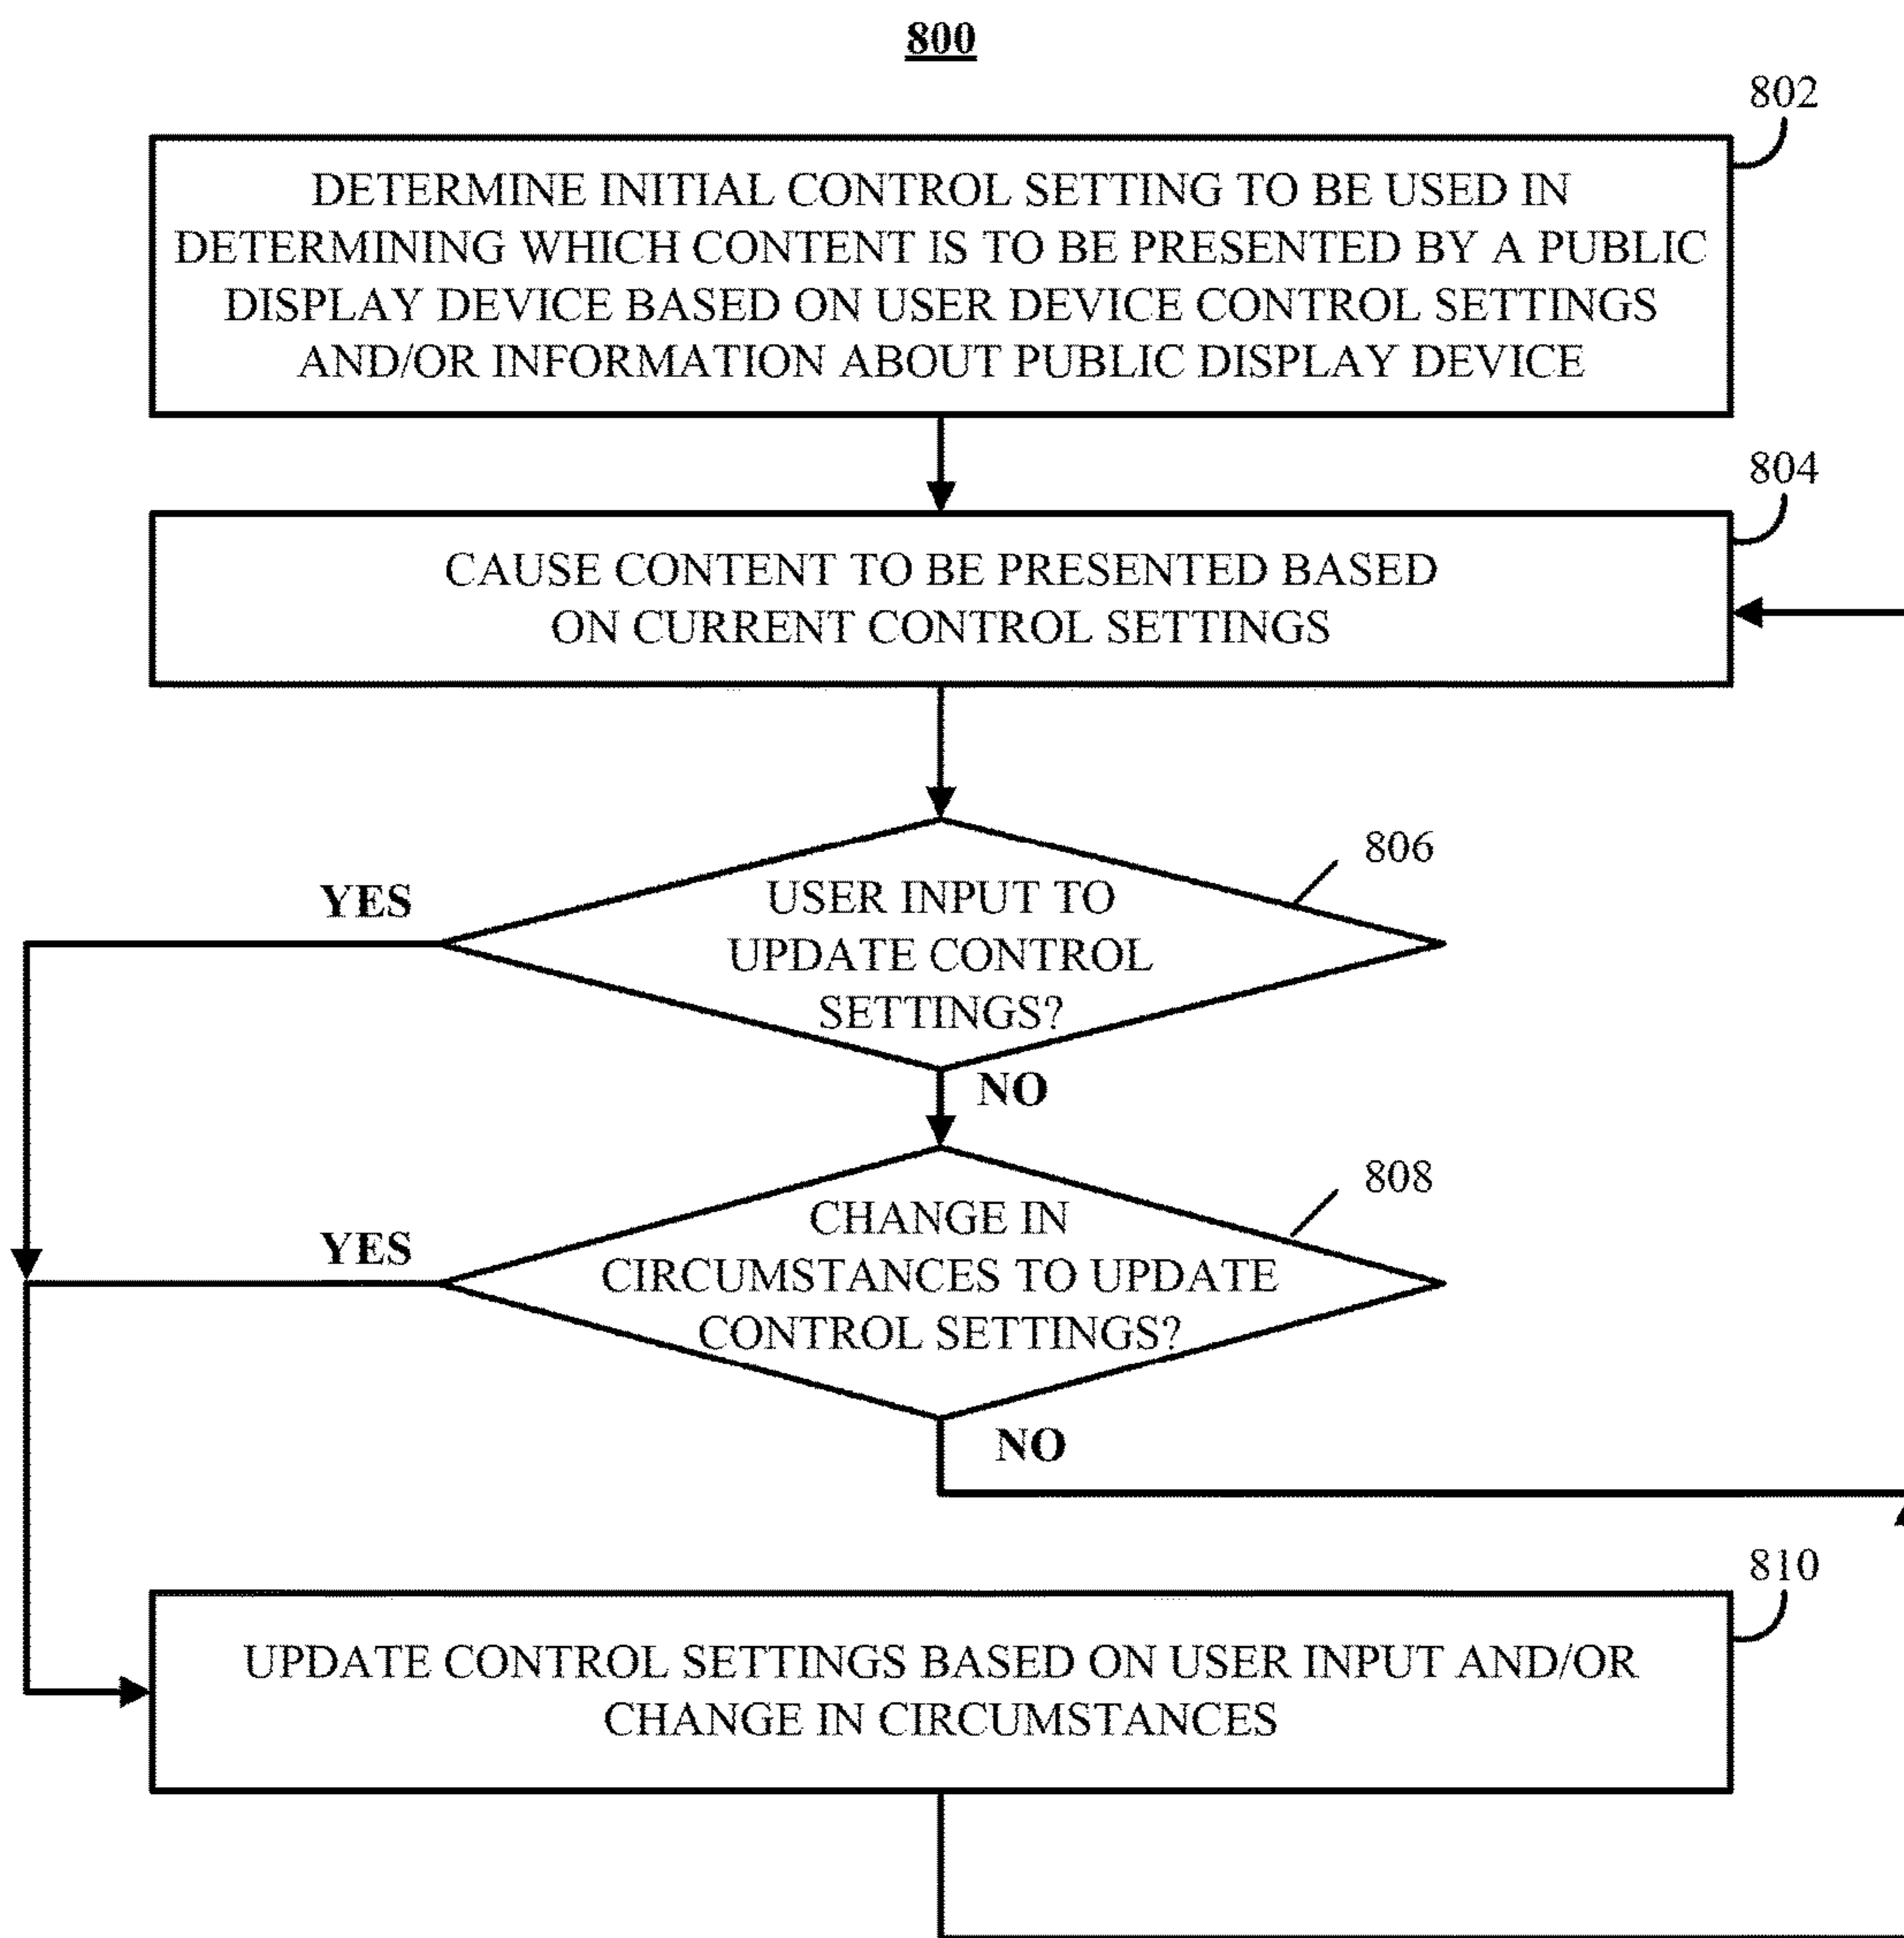 800
802
DETERMINE INITIAL CONTROL SETTING TO BE USED IN
DETERMINING WHICH CONTENT IS TO BE PRESENTED BY A PUBLIC
DISPLAY DEVICE BASED ON USER DEVICE CONTROL SETTINGS
AND/OR INFORMATION ABOUT PUBLIC DISPLAY DEVICE
804
CAUSE CONTENT TO BE PRESENTED BASED
ON CURRENT CONTROL SETTINGS
806
YES
USER INPUT TO
UPDATE CONTROL
SETTINGS?
NO
808
YES
CHANGE IN
CIRCUMSTANCES TO UPDATE
CONTROL SETTINGS?
NO
810
UPDATE CONTROL SETTINGS BASED ON USER INPUT AND/OR
CHANGE IN CIRCUMSTANCES